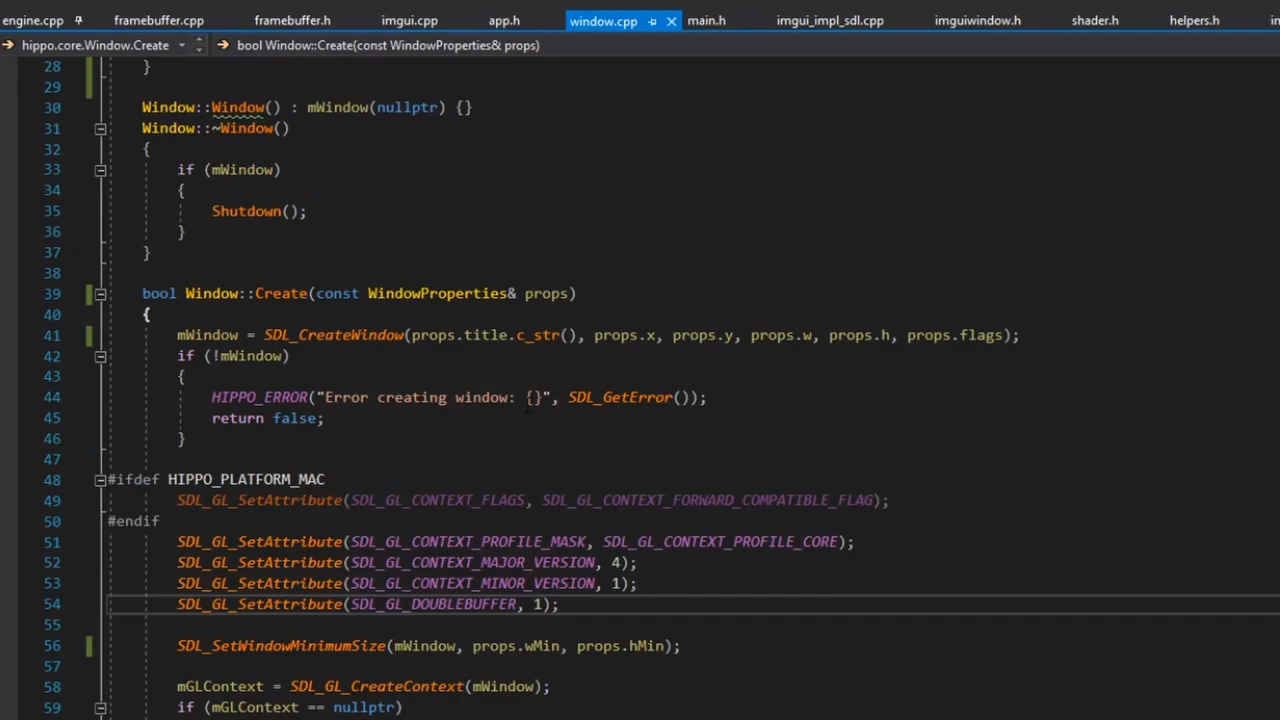 engine.cpp framebuffer.cpp framebuffer.h imgui.cpp app.h window.cpp main.h imgui_impl_sdl.cpp imguiwindow.h shader.h helpers.h
hippo.core.Window.Create bool Window::Create(const WindowProperties& props)
28 }
29
30 Window::Window() : mWindow(nullptr) {}
31 Window::~Window()
32 {
33 if (mWindow)
34 {
35 Shutdown();
36 }
37 }
38
39 bool Window::Create(const WindowProperties& props)
40 {
41 mWindow = SDL_CreateWindow(props.title.c_str(), props.x, props.y, props.w, props.h, props.flags);
42 if (!mWindow)
43 {
44 HIPPO_ERROR("Error creating window: {}", SDL_GetError());
45 return false;
46 }
47
48 #ifdef HIPPO_PLATFORM_MAC
49 SDL_GL_SetAttribute(SDL_GL_CONTEXT_FLAGS, SDL_GL_CONTEXT_FORWARD_COMPATIBLE_FLAG);
50 #endif
51 SDL_GL_SetAttribute(SDL_GL_CONTEXT_PROFILE_MASK, SDL_GL_CONTEXT_PROFILE_CORE);
52 SDL_GL_SetAttribute(SDL_GL_CONTEXT_MAJOR_VERSION, 4);
53 SDL_GL_SetAttribute(SDL_GL_CONTEXT_MINOR_VERSION, 1);
54 SDL_GL_SetAttribute(SDL_GL_DOUBLEBUFFER, 1);
55
56 SDL_SetWindowMinimumSize(mWindow, props.wMin, props.hMin);
57
58 mGLContext = SDL_GL_CreateContext(mWindow);
59 if (mGLContext == nullptr)